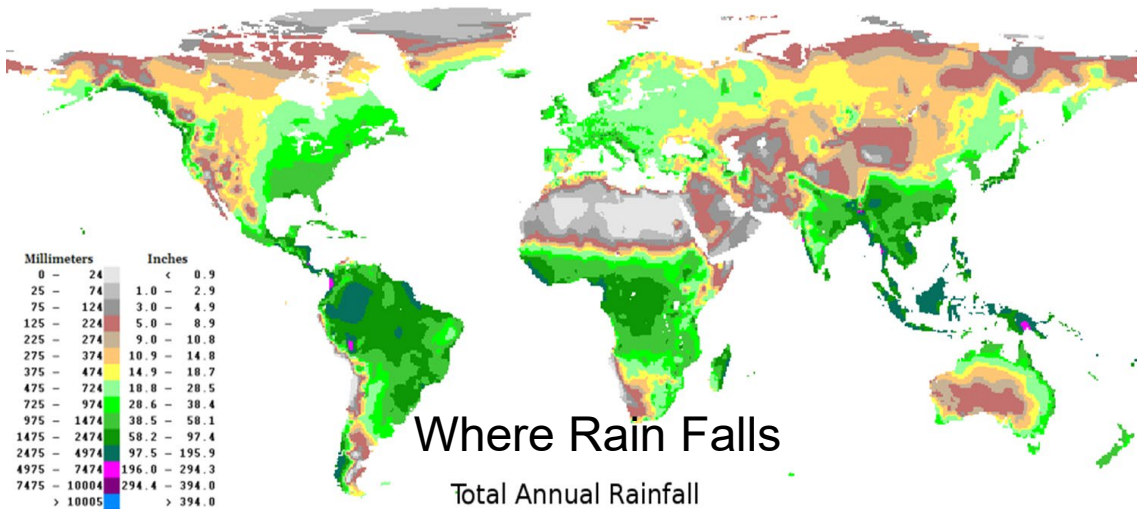 Millimeters Inches
0 – 24 < 0.9
25 – 74 1.0 – 2.9
75 – 124 3.0 – 4.9
125 – 224 5.0 – 8.9
225 – 274 9.0 – 10.8
275 – 374 10.9 – 14.8
375 – 474 14.9 – 18.7
475 – 724 18.8 – 28.5
725 – 974 28.6 – 38.4
975 – 1474 38.5 – 58.1
1475 – 2474 58.2 – 97.4
2475 – 4974 97.5 – 195.9
4975 – 7474 196.0 – 294.3
7475 – 10004 294.4 – 394.0
> 10005 > 394.0
Where Rain Falls
Total Annual Rainfall